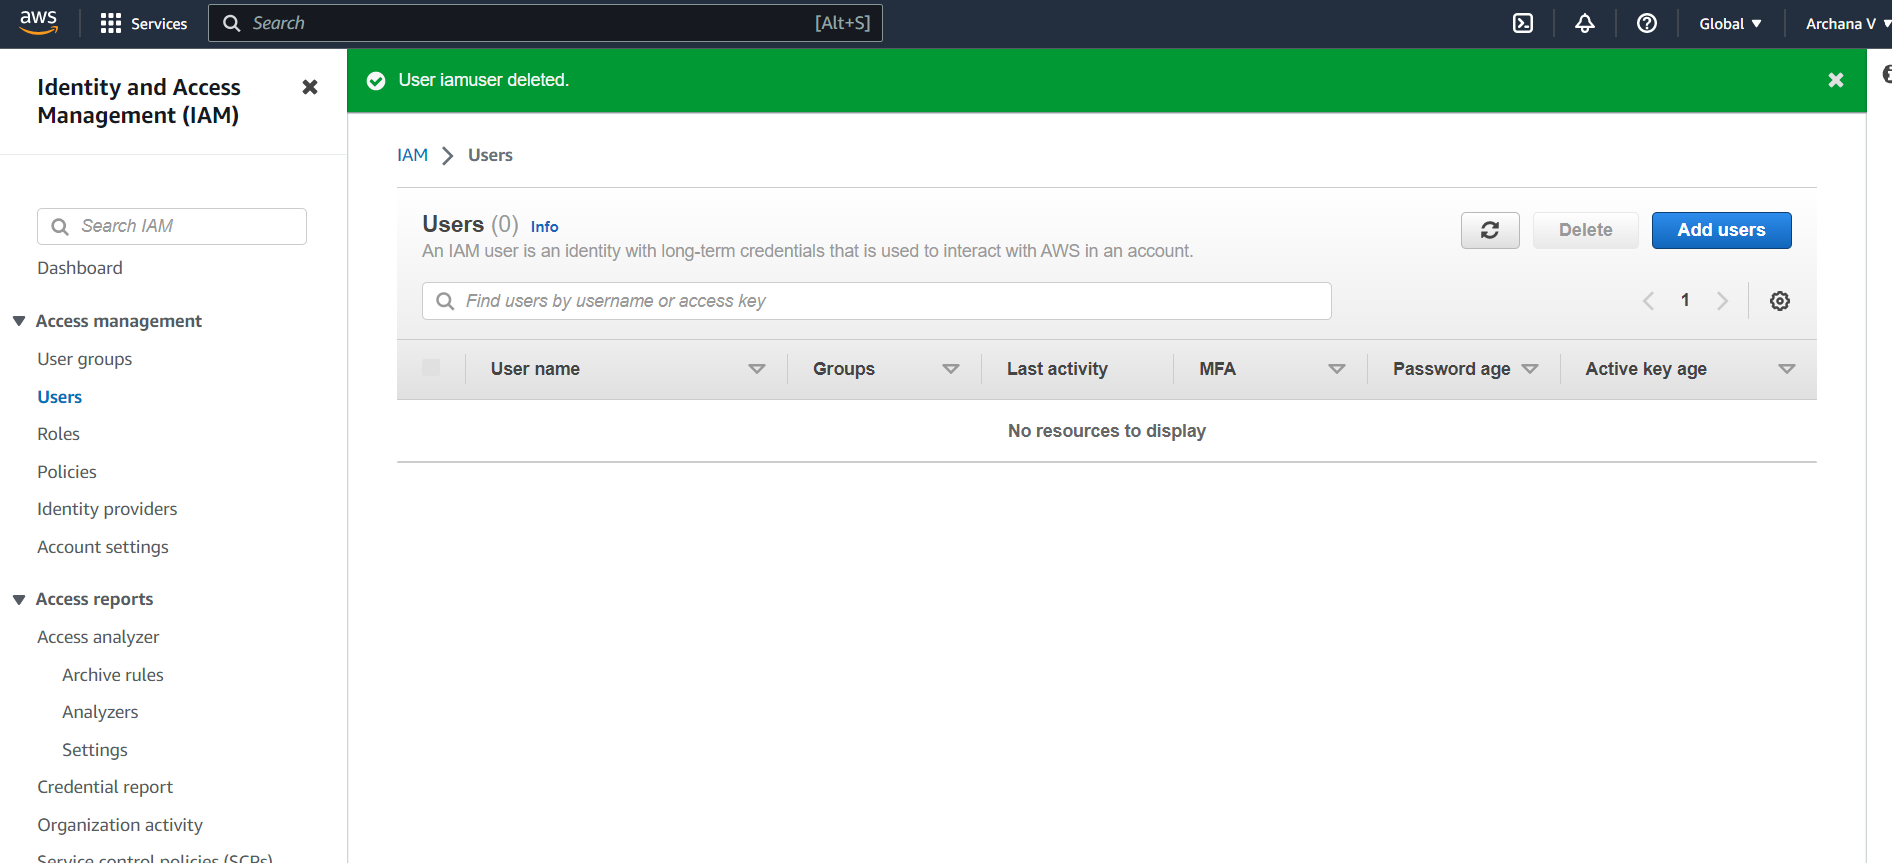 aws Services Search [Alt+S] Global Archana V
Identity and Access
Management (IAM)
Search IAM
Dashboard
Access management
User groups
Users
Roles
Policies
Identity providers
Account settings
Access reports
Access analyzer
Archive rules
Analyzers
Settings
Credential report
Organization activity
Service control policies (SCPs)
User iamuser deleted.
IAM Users
Users (0) Info
An IAM user is an identity with long-term credentials that is used to interact with AWS in an account.
Delete Add users
Find users by username or access key
1
User name Groups Last activity MFA Password age Active key age
No resources to display